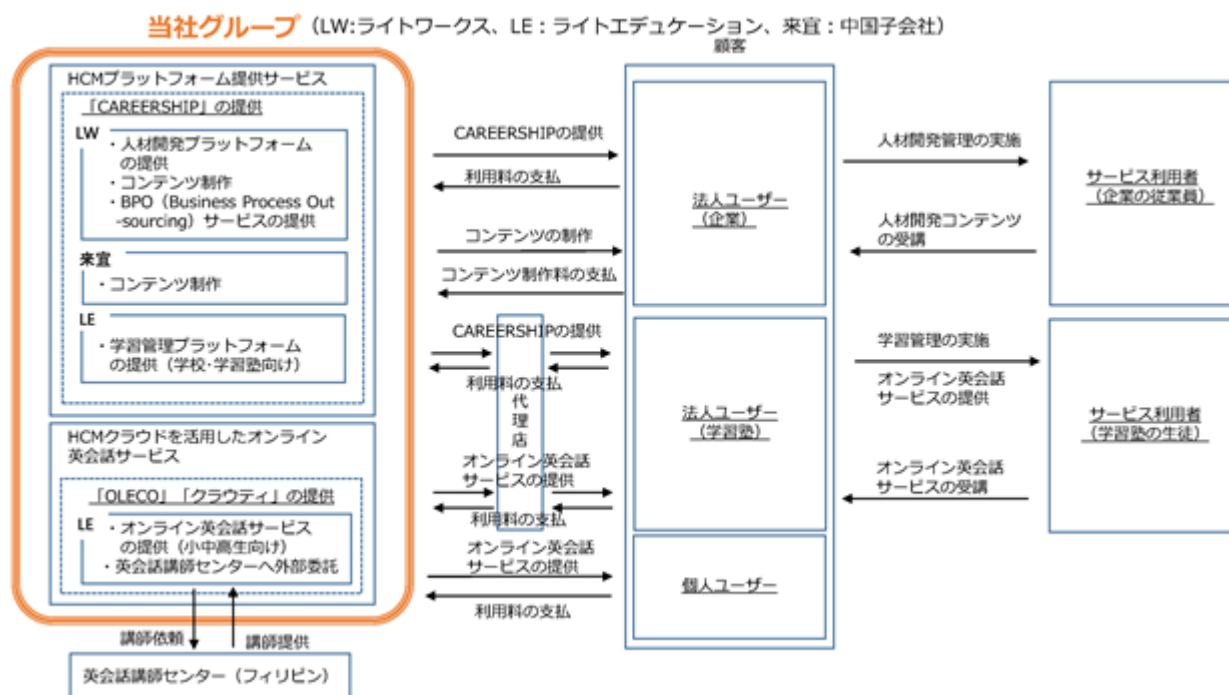 当社グループ（LW:ライトワークス、LE：ライトエデュケーション、来宜：中国子会社）
HCMプラットフォーム提供サービス
「CAREERSHIP」の提供
LW
・人材開発プラットフォーム
の提供
・コンテンツ制作
・BPO（Business Process Out
-sourcing）サービスの提供
来宜
・コンテンツ制作
LE
・学習管理プラットフォーム
の提供（学校・学習塾向け）
HCMクラウドを活用したオンライン
英会話サービス
「OLECO」「クラウティ」の提供
LE
・オンライン英会話サービス
の提供（小中高生向け）
・英会話講師センターへ外部委託
講師依頼
講師提供
英会話講師センター（フィリピン）
CAREERSHIPの提供
利用料の支払
コンテンツの制作
コンテンツ制作料の支払
CAREERSHIPの提供
利用料の支払
代理店
オンライン英会話
サービスの提供
利用料の支払
オンライン英会話
サービスの提供
利用料の支払
顧客
法人ユーザー
（企業）
法人ユーザー
（学習塾）
個人ユーザー
人材開発管理の実施
人材開発コンテンツ
の受講
学習管理の実施
オンライン英会話
サービスの提供
オンライン英会話
サービスの受講
サービス利用者
（企業の従業員）
サービス利用者
（学習塾の生徒）